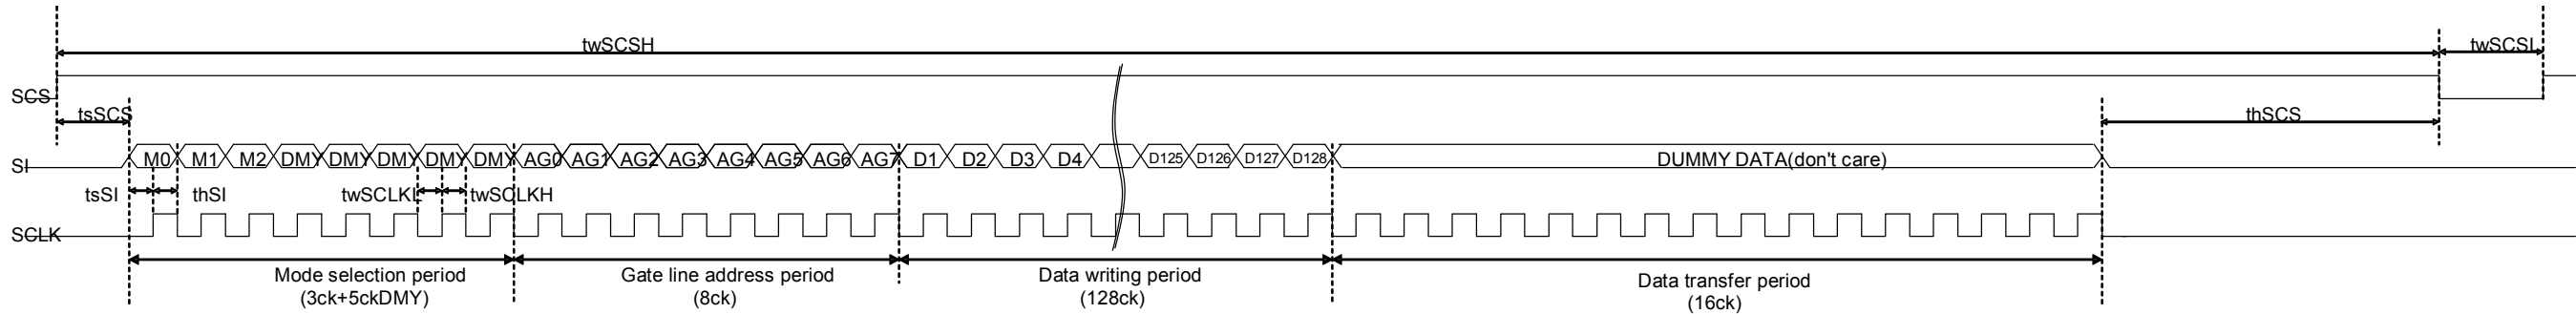 twSCSH
twSCSL
SCS
tsSCS
thSCS
SI
M0 M1 M2 DMY DMY DMY DMY DMY AG0 AG1 AG2 AG3 AG4 AG5 AG6 AG7 D1 D2 D3 D4 D125 D126 D127 D128 DUMMY DATA(don't care)
tsSI
thSI
twSCLKL
twSCLKH
SCLK
Mode selection period
(3ck+5ckDMY)
Gate line address period
(8ck)
Data writing period
(128ck)
Data transfer period
(16ck)